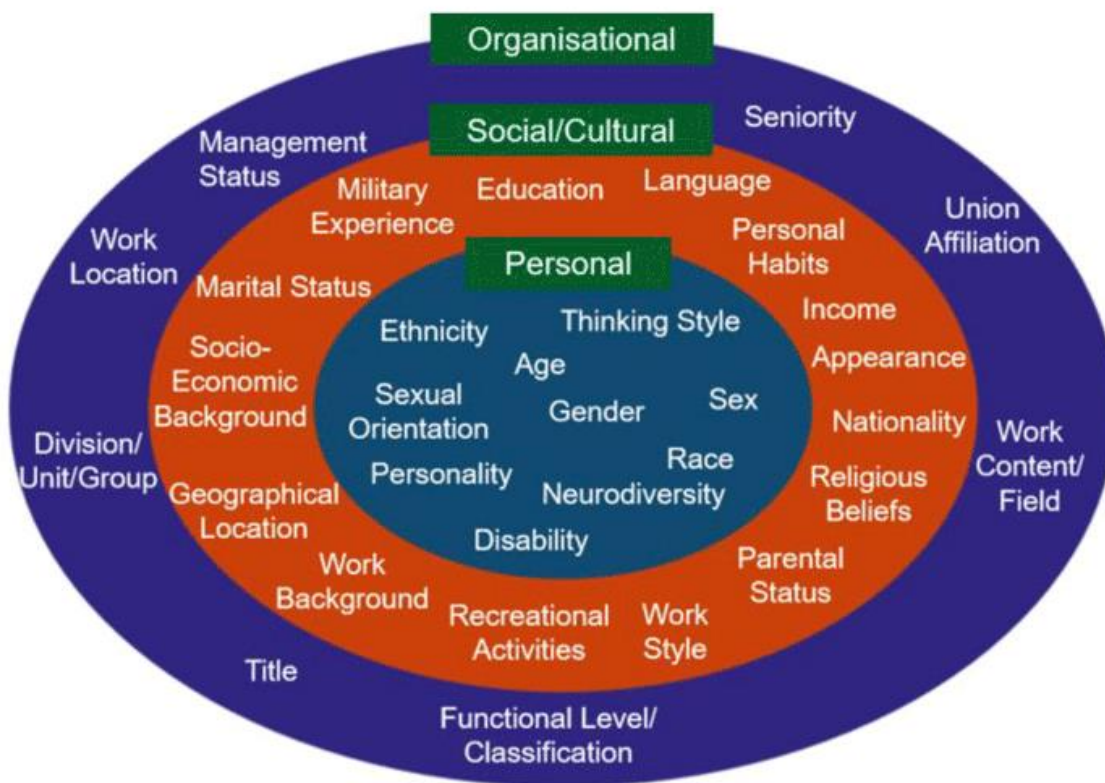 Organisational
Seniority
Management
Status
Union
Affiliation
Work
Location
Work
Content/
Field
Division/
Unit/Group
Title
Functional Level/
Classification
Social/Cultural
Military
Experience
Education
Language
Personal
Habits
Marital Status
Income
Socio-
Economic
Background
Appearance
Nationality
Geographical
Location
Religious
Beliefs
Work
Background
Parental
Status
Recreational
Activities
Work
Style
Personal
Ethnicity
Thinking Style
Age
Sexual
Orientation
Gender
Sex
Personality
Race
Neurodiversity
Disability